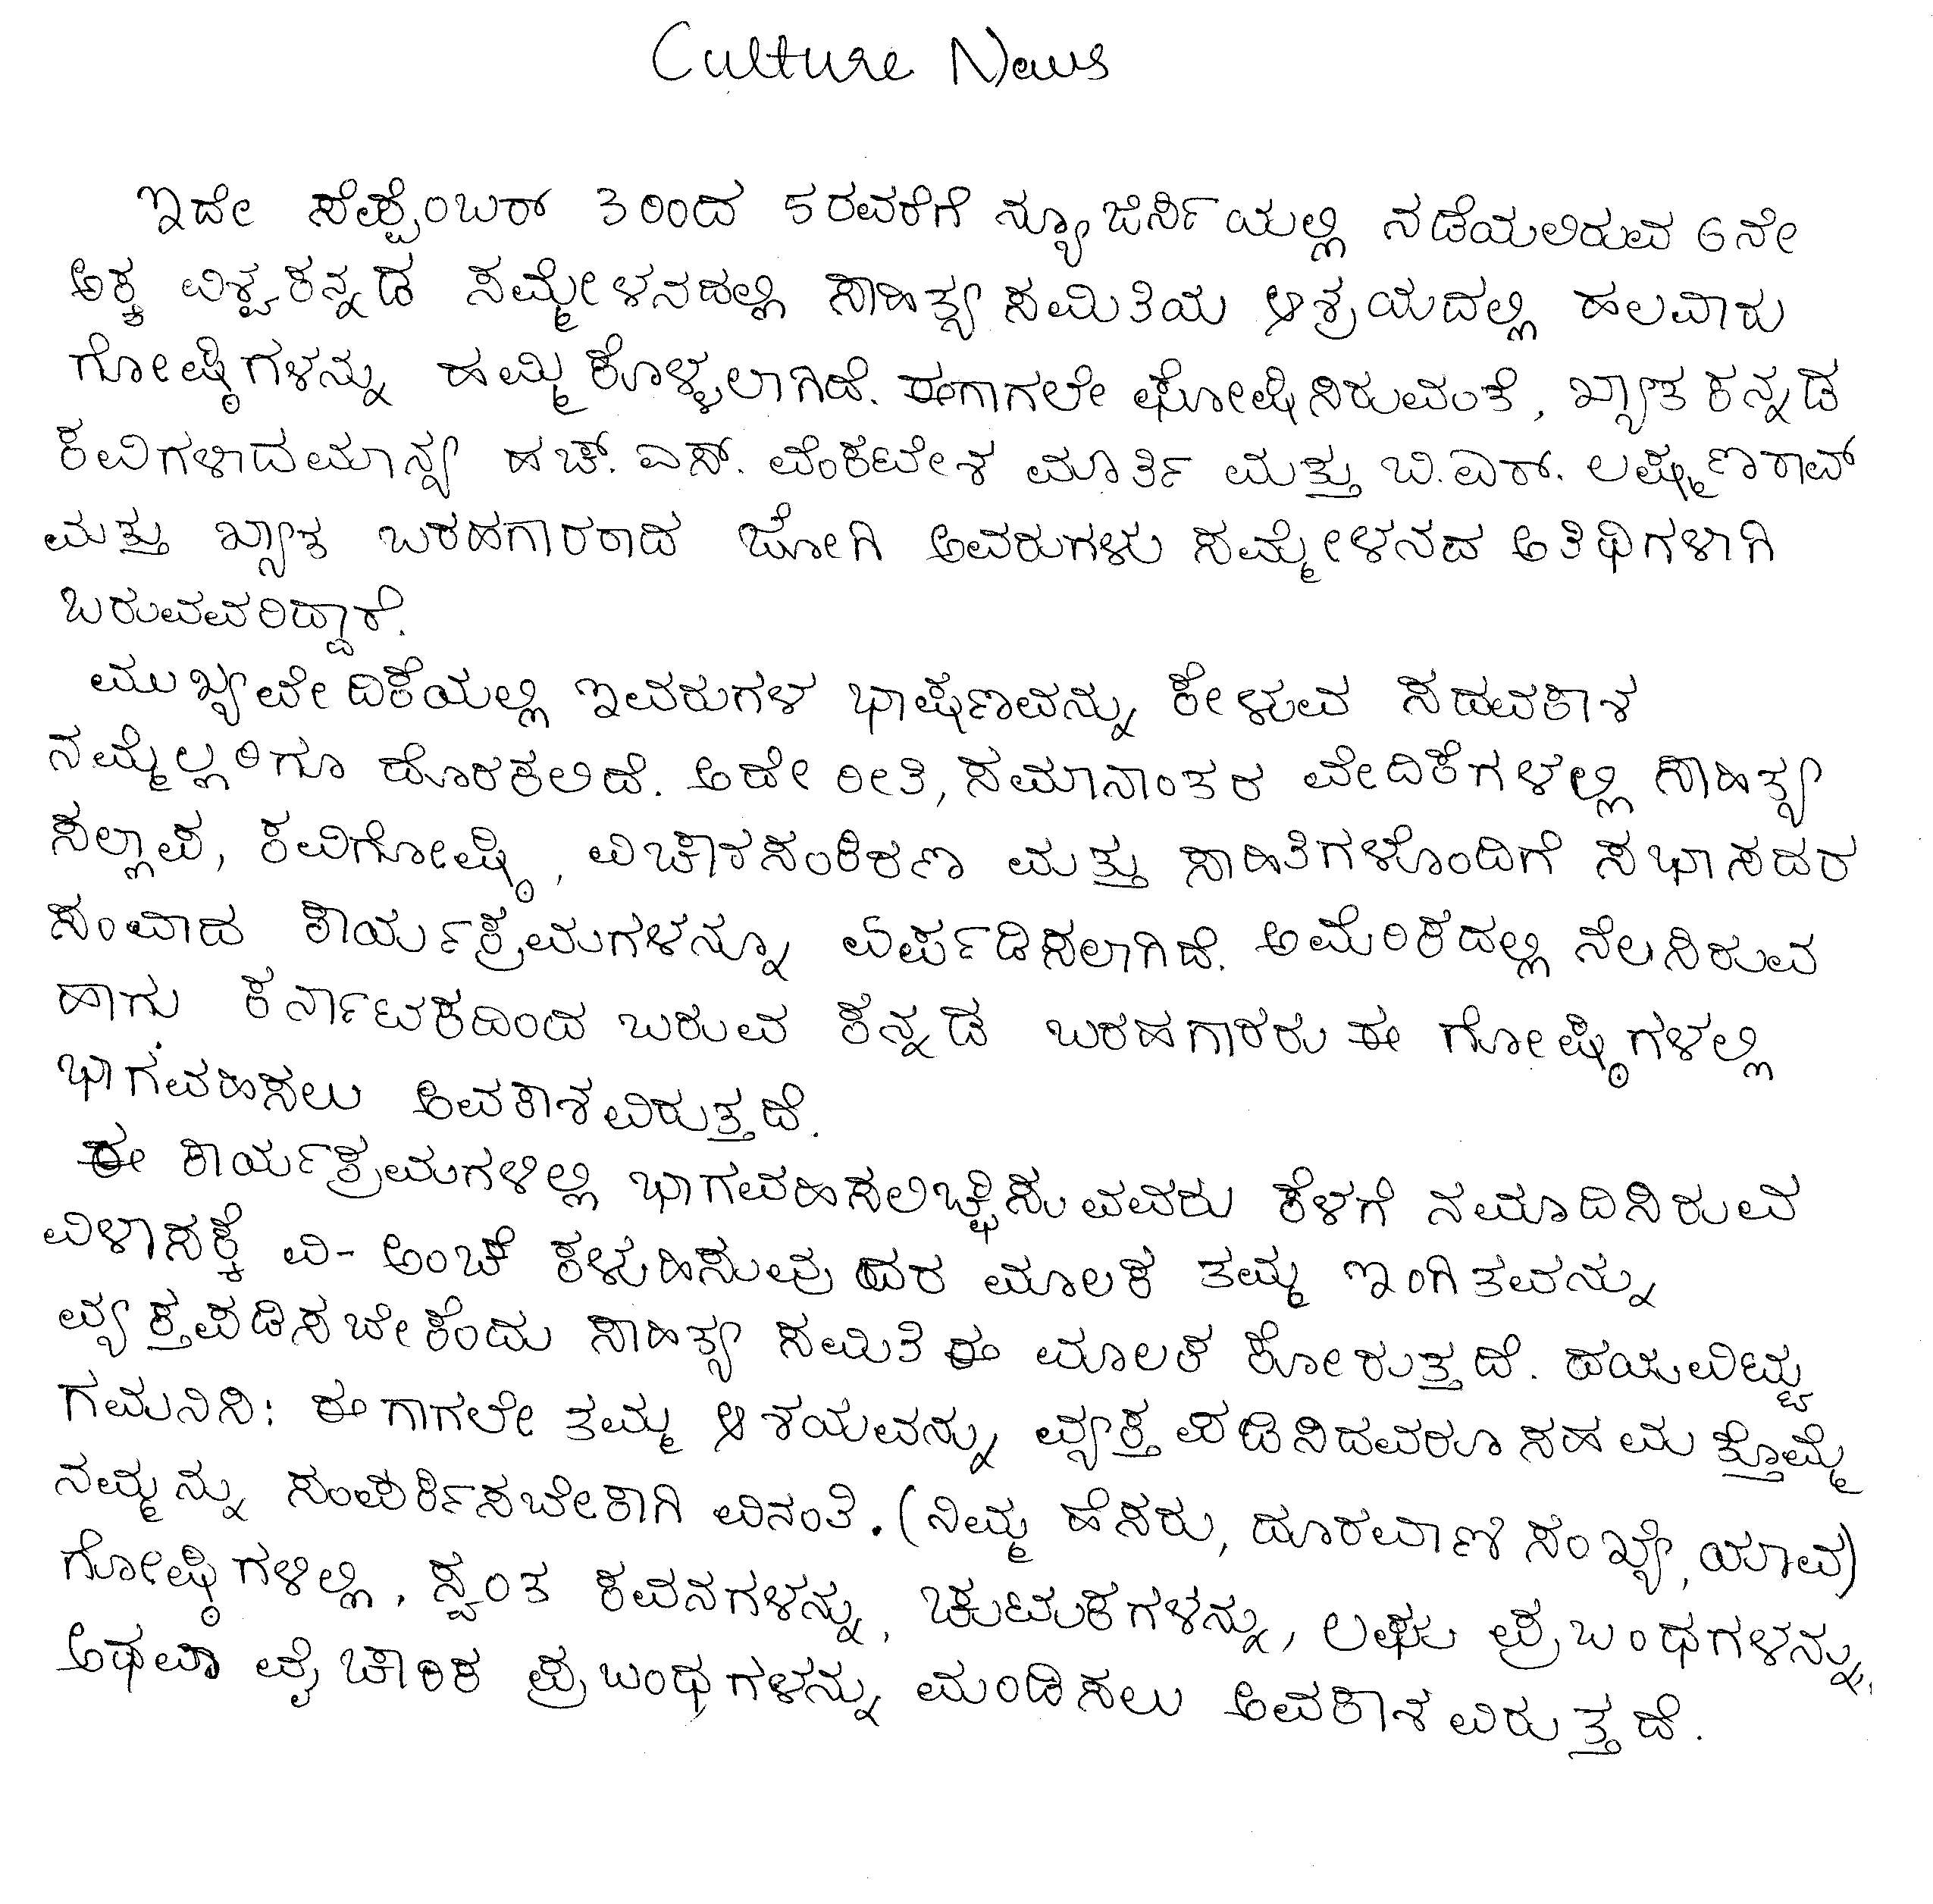 Culture News
ಇದೇ ಸೆಪ್ಟೆಂಬರ್ 3 ರಿಂದ 5ರವರೆಗೆ ನ್ಯೂಜೆರ್ಸಿಯಲ್ಲಿ ನಡೆಯಲಿರುವ 6ನೇ
ಅಕ್ಕ ವಿಶ್ವಕನ್ನಡ ಸಮ್ಮೇಳನದಲ್ಲಿ ಸಾಹಿತ್ಯ ಸಮಿತಿಯ ಆಶ್ರಯದಲ್ಲಿ ಹಲವಾರು
ಗೋಷ್ಠಿಗಳನ್ನು ಹಮ್ಮಿಕೊಳ್ಳಲಾಗಿದೆ. ಈಗಾಗಲೇ ಘೋಷಿಸಿರುವಂತೆ, ಖ್ಯಾತ ಕನ್ನಡ
ಕವಿಗಳಾದಮಾನ್ಯ ಹಚ್. ಎಸ್. ವೆಂಕಟೇಶ ಮೂರ್ತಿ ಮತ್ತು ಬಿ.ಎರ್. ಲಷ್ಮಣರಾವ್
ಮತ್ತು ಖ್ಯಾತ ಬರಹಗಾರರಾದ ಜೋಗಿ ಅವರುಗಳು ಸಮ್ಮೇಳನದ ಅತಿಥಿಗಳಾಗಿ
ಬರುವವರಿದ್ದಾರೆ.
ಮುಖ್ಯವೇದಿಕೆಯಲ್ಲಿ ಇವರುಗಳ ಭಾಷಣವನ್ನು ಕೇಳುವ ಸದವಕಾಶ
ನಮ್ಮೆಲ್ಲರಿಗೂ ದೊರಕಲಿದೆ. ಅದೇ ರೀತಿ, ಸಮಾನಾಂತರ ವೇದಿಕೆಗಳಲ್ಲಿ ಸಾಹಿತ್ಯ
ಸಲ್ಲಾಪ, ಕವಿಗೋಷ್ಠಿ, ವಿಚಾರಸಂಕಿರಣ ಮತ್ತು ಸಾಹಿತಿಗಳೊಂದಿಗೆ ಸಭಾಸದರ
ಸಂವಾದ ಕಾರ್ಯಕ್ರಮಗಳನ್ನೂ ಏರ್ಪಡಿಸಲಾಗಿದೆ. ಅಮೆರಿಕದಲ್ಲಿ ನೆಲಸಿರುವ
ಹಾಗು ಕರ್ನಾಟಕದಿಂದ ಬರುವ ಕನ್ನಡ ಬರಹಗಾರರು ಈ ಗೋಷ್ಠಿಗಳಲ್ಲಿ
ಭಾಗವಹಿಸಲು ಅವಕಾಶವಿರುತ್ತದೆ.
ಈ ಕಾರ್ಯಕ್ರಮಗಳಲ್ಲಿ ಭಾಗವಹಿಸಲಿಚ್ಛಿಸುವವರು ಕೆಳಗೆ ನಮೂದಿಸಿರುವ
ವಿಳಾಸಕ್ಕೆ ವಿ- ಅಂಚೆ ಕಳುಹಿಸುವುದರ ಮೂಲಕ ತಮ್ಮ ಇಂಗಿತವನ್ನು
ವ್ಯಕ್ತಪಡಿಸಬೇಕೆಂದು ಸಾಹಿತ್ಯ ಸಮಿತಿ ಈ ಮೂಲಕ ಕೋರುತ್ತದೆ. ದಯವಿಟ್ಟು
ಗಮನಿಸಿ: ಈಗಾಗಲೇ ತಮ್ಮ ಆಶಯವನ್ನು ವ್ಯಕ್ತ ಪಡಿಸಿದವರೂ ಸಹ ಮತ್ತೊಮ್ಮೆ
ನಮ್ಮನ್ನು ಸಂಪರ್ಕಿಸಬೇಕಾಗಿ ವಿನಂತಿ. (ನಿಮ್ಮ ಹೆಸರು, ದೂರವಾಣಿ ಸಂಖ್ಯೆ, ಯಾವ)
ಗೋಷ್ಠಿಗಳಲ್ಲಿ, ಸ್ವಂತ ಕವನಗಳನ್ನು, ಚುಟುಕಗಳನ್ನು, ಲಘು ಪ್ರಬಂಧಗಳನ್ನು,
ಅಥವಾ ವೈಚಾರಿಕ ಪ್ರಬಂಧಗಳನ್ನು ಮಂಡಿಸಲು ಅವಕಾಶವಿರುತ್ತದೆ.